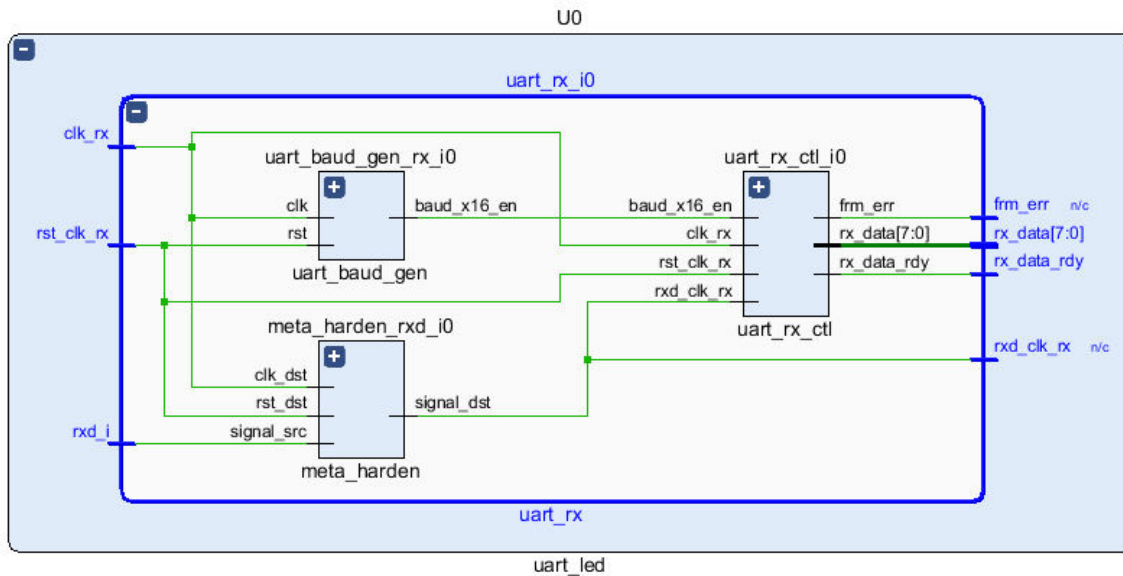 U0
uart_rx_i0
clk_rx
rst_clk_rx
rxd_i
uart_baud_gen_rx_i0
clk
rst
baud_x16_en
uart_baud_gen
meta_harden_rxd_i0
clk_dst
rst_dst
signal_src
signal_dst
meta_harden
uart_rx_ctl_i0
baud_x16_en
clk_rx
rst_clk_rx
rxd_clk_rx
frm_err
rx_data[7:0]
rx_data_rdy
uart_rx_ctl
frm_err n/c
rx_data[7:0]
rx_data_rdy
rxd_clk_rx n/c
uart_rx
uart_led